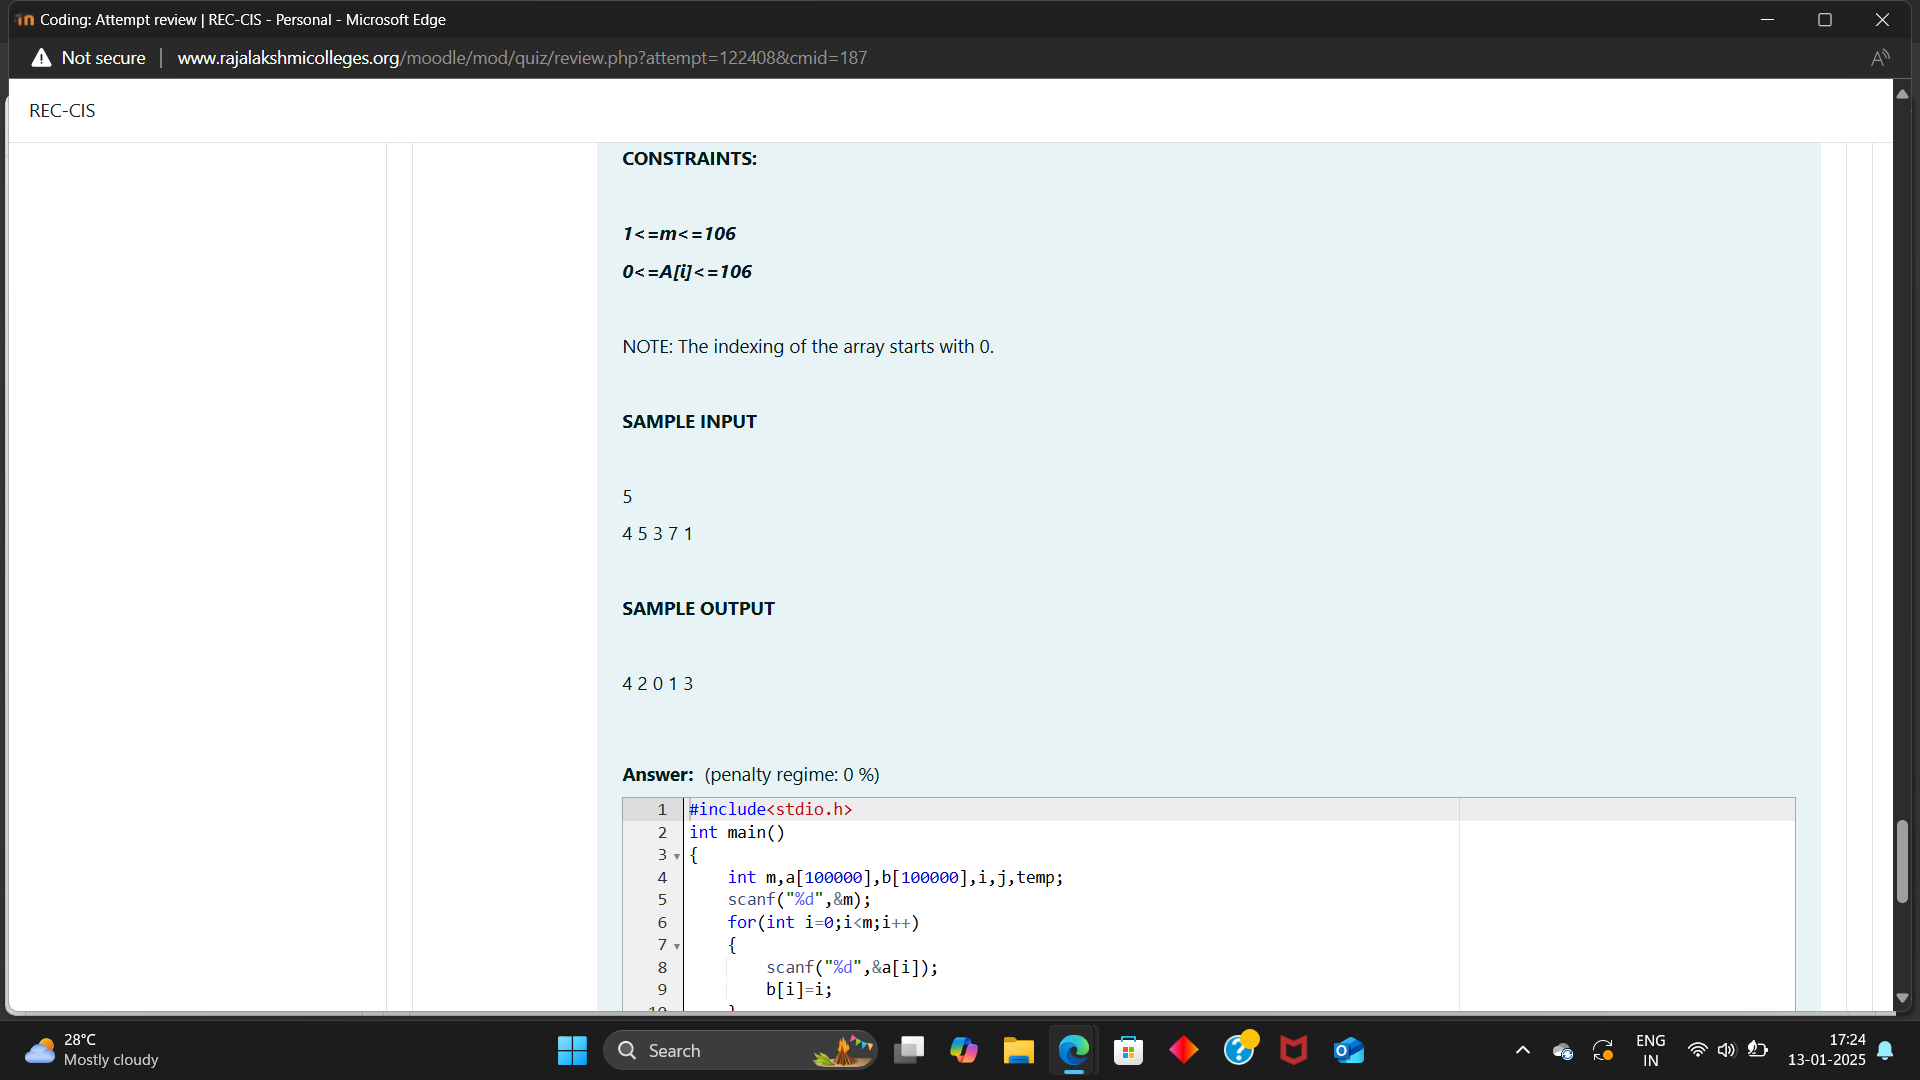 Coding: Attempt review | REC-CIS - Personal - Microsoft Edge
Not secure | www.rajalakshmicolleges.org/moodle/mod/quiz/review.php?attempt=122408&cmid=187
REC-CIS
CONSTRAINTS:
1<=m<=106
0<=A[i]<=106
NOTE: The indexing of the array starts with 0.
SAMPLE INPUT
5
4 5 3 7 1
SAMPLE OUTPUT
4 2 0 1 3
Answer: (penalty regime: 0 %)
1 #include<stdio.h>
2 int main()
3 {
4 int m,a[100000],b[100000],i,j,temp;
5 scanf("%d",&m);
6 for(int i=0;i<m;i++)
7 {
8 scanf("%d",&a[i]);
9 b[i]=i;
10 }
28°C
Mostly cloudy
Search
ENG
IN
17:24
13-01-2025